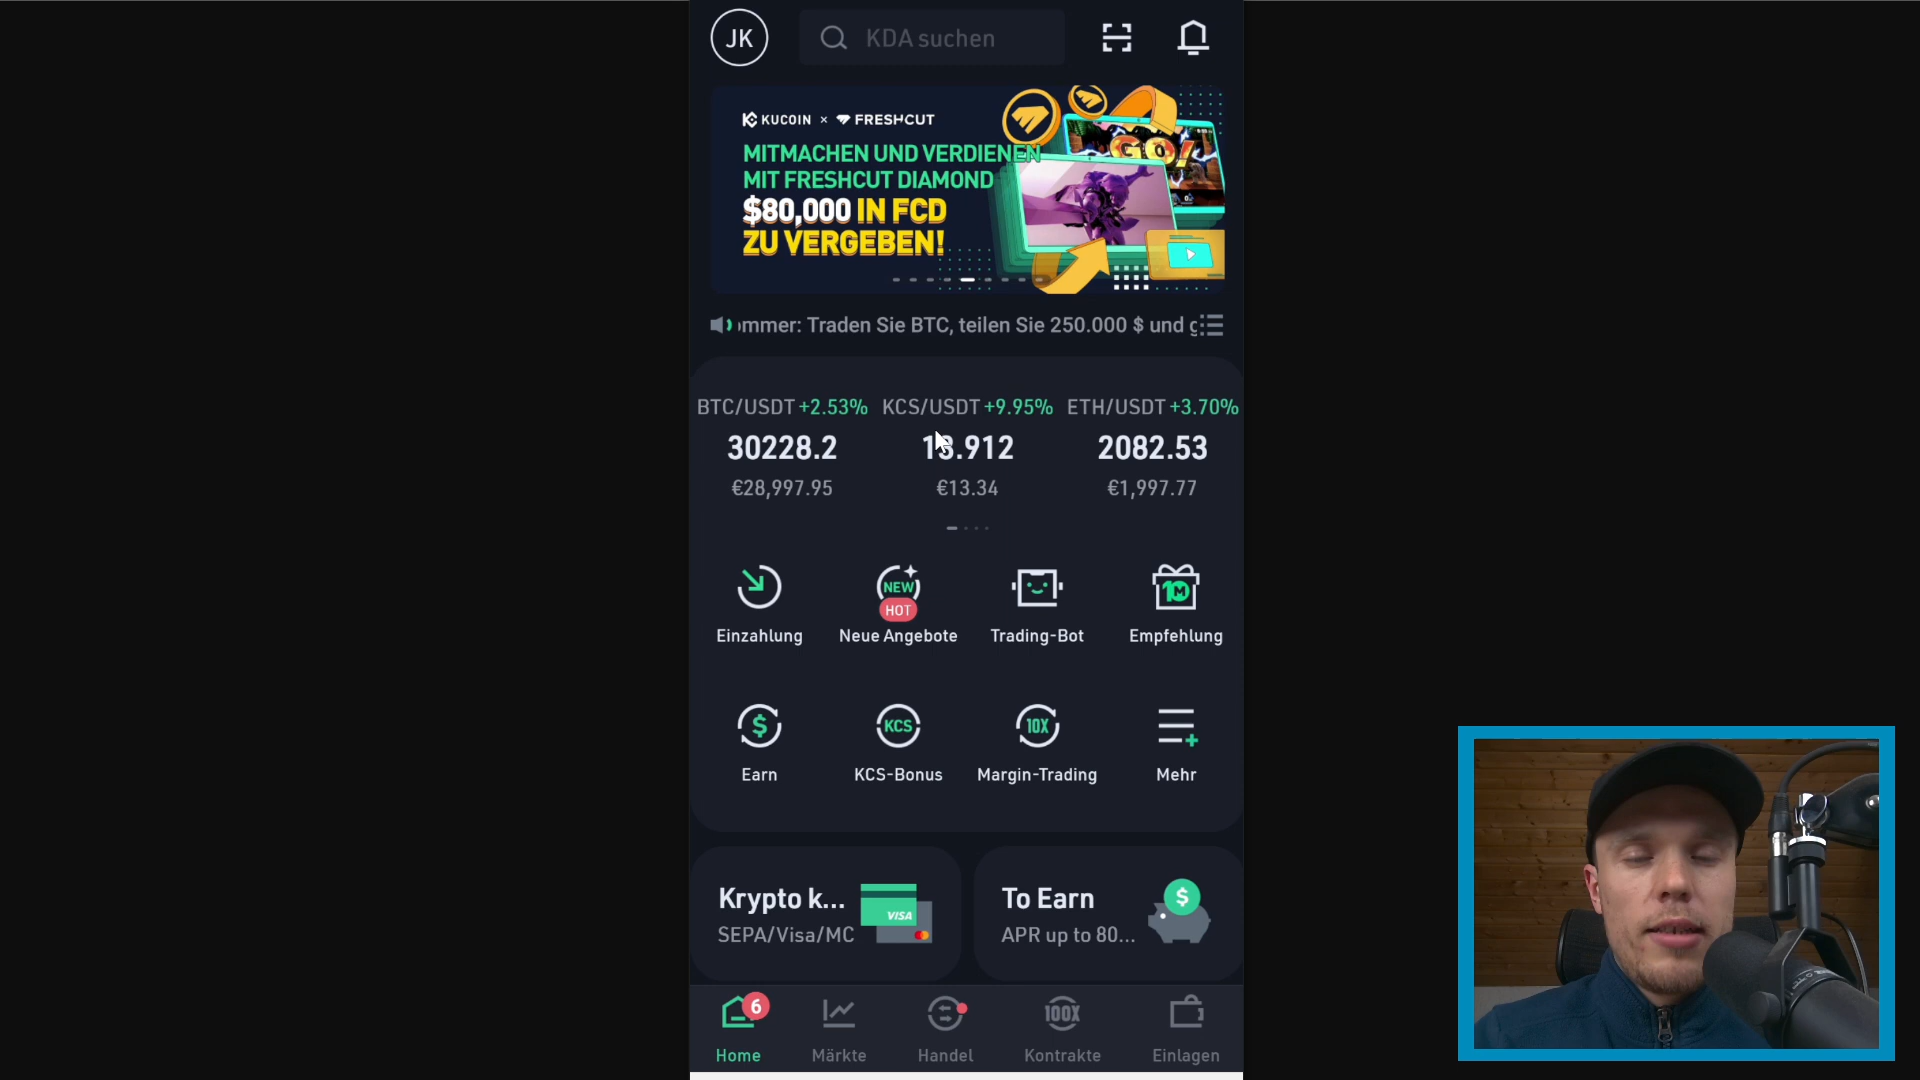 JK
KDA suchen
KUCOIN × FRESHCUT
MITMACHEN UND VERDIENEN
MIT FRESHCUT DIAMOND
$80,000 IN FCD
ZU VERGEBEN!
GO!
ommer: Traden Sie BTC, teilen Sie 250.000 $ und g
BTC/USDT +2.53% KCS/USDT +9.95% ETH/USDT +3.70%
30228.2 13.912 2082.53
€28,997.95 €13.34 €1,997.77
NEW
HOT
10M
Einzahlung Neue Angebote Trading-Bot Empfehlung
$ KCS 10X
Earn KCS-Bonus Margin-Trading Mehr
Krypto k...
SEPA/Visa/MC
VISA
To Earn
APR up to 80...
$
6
100X
Home Märkte Handel Kontrakte Einlagen